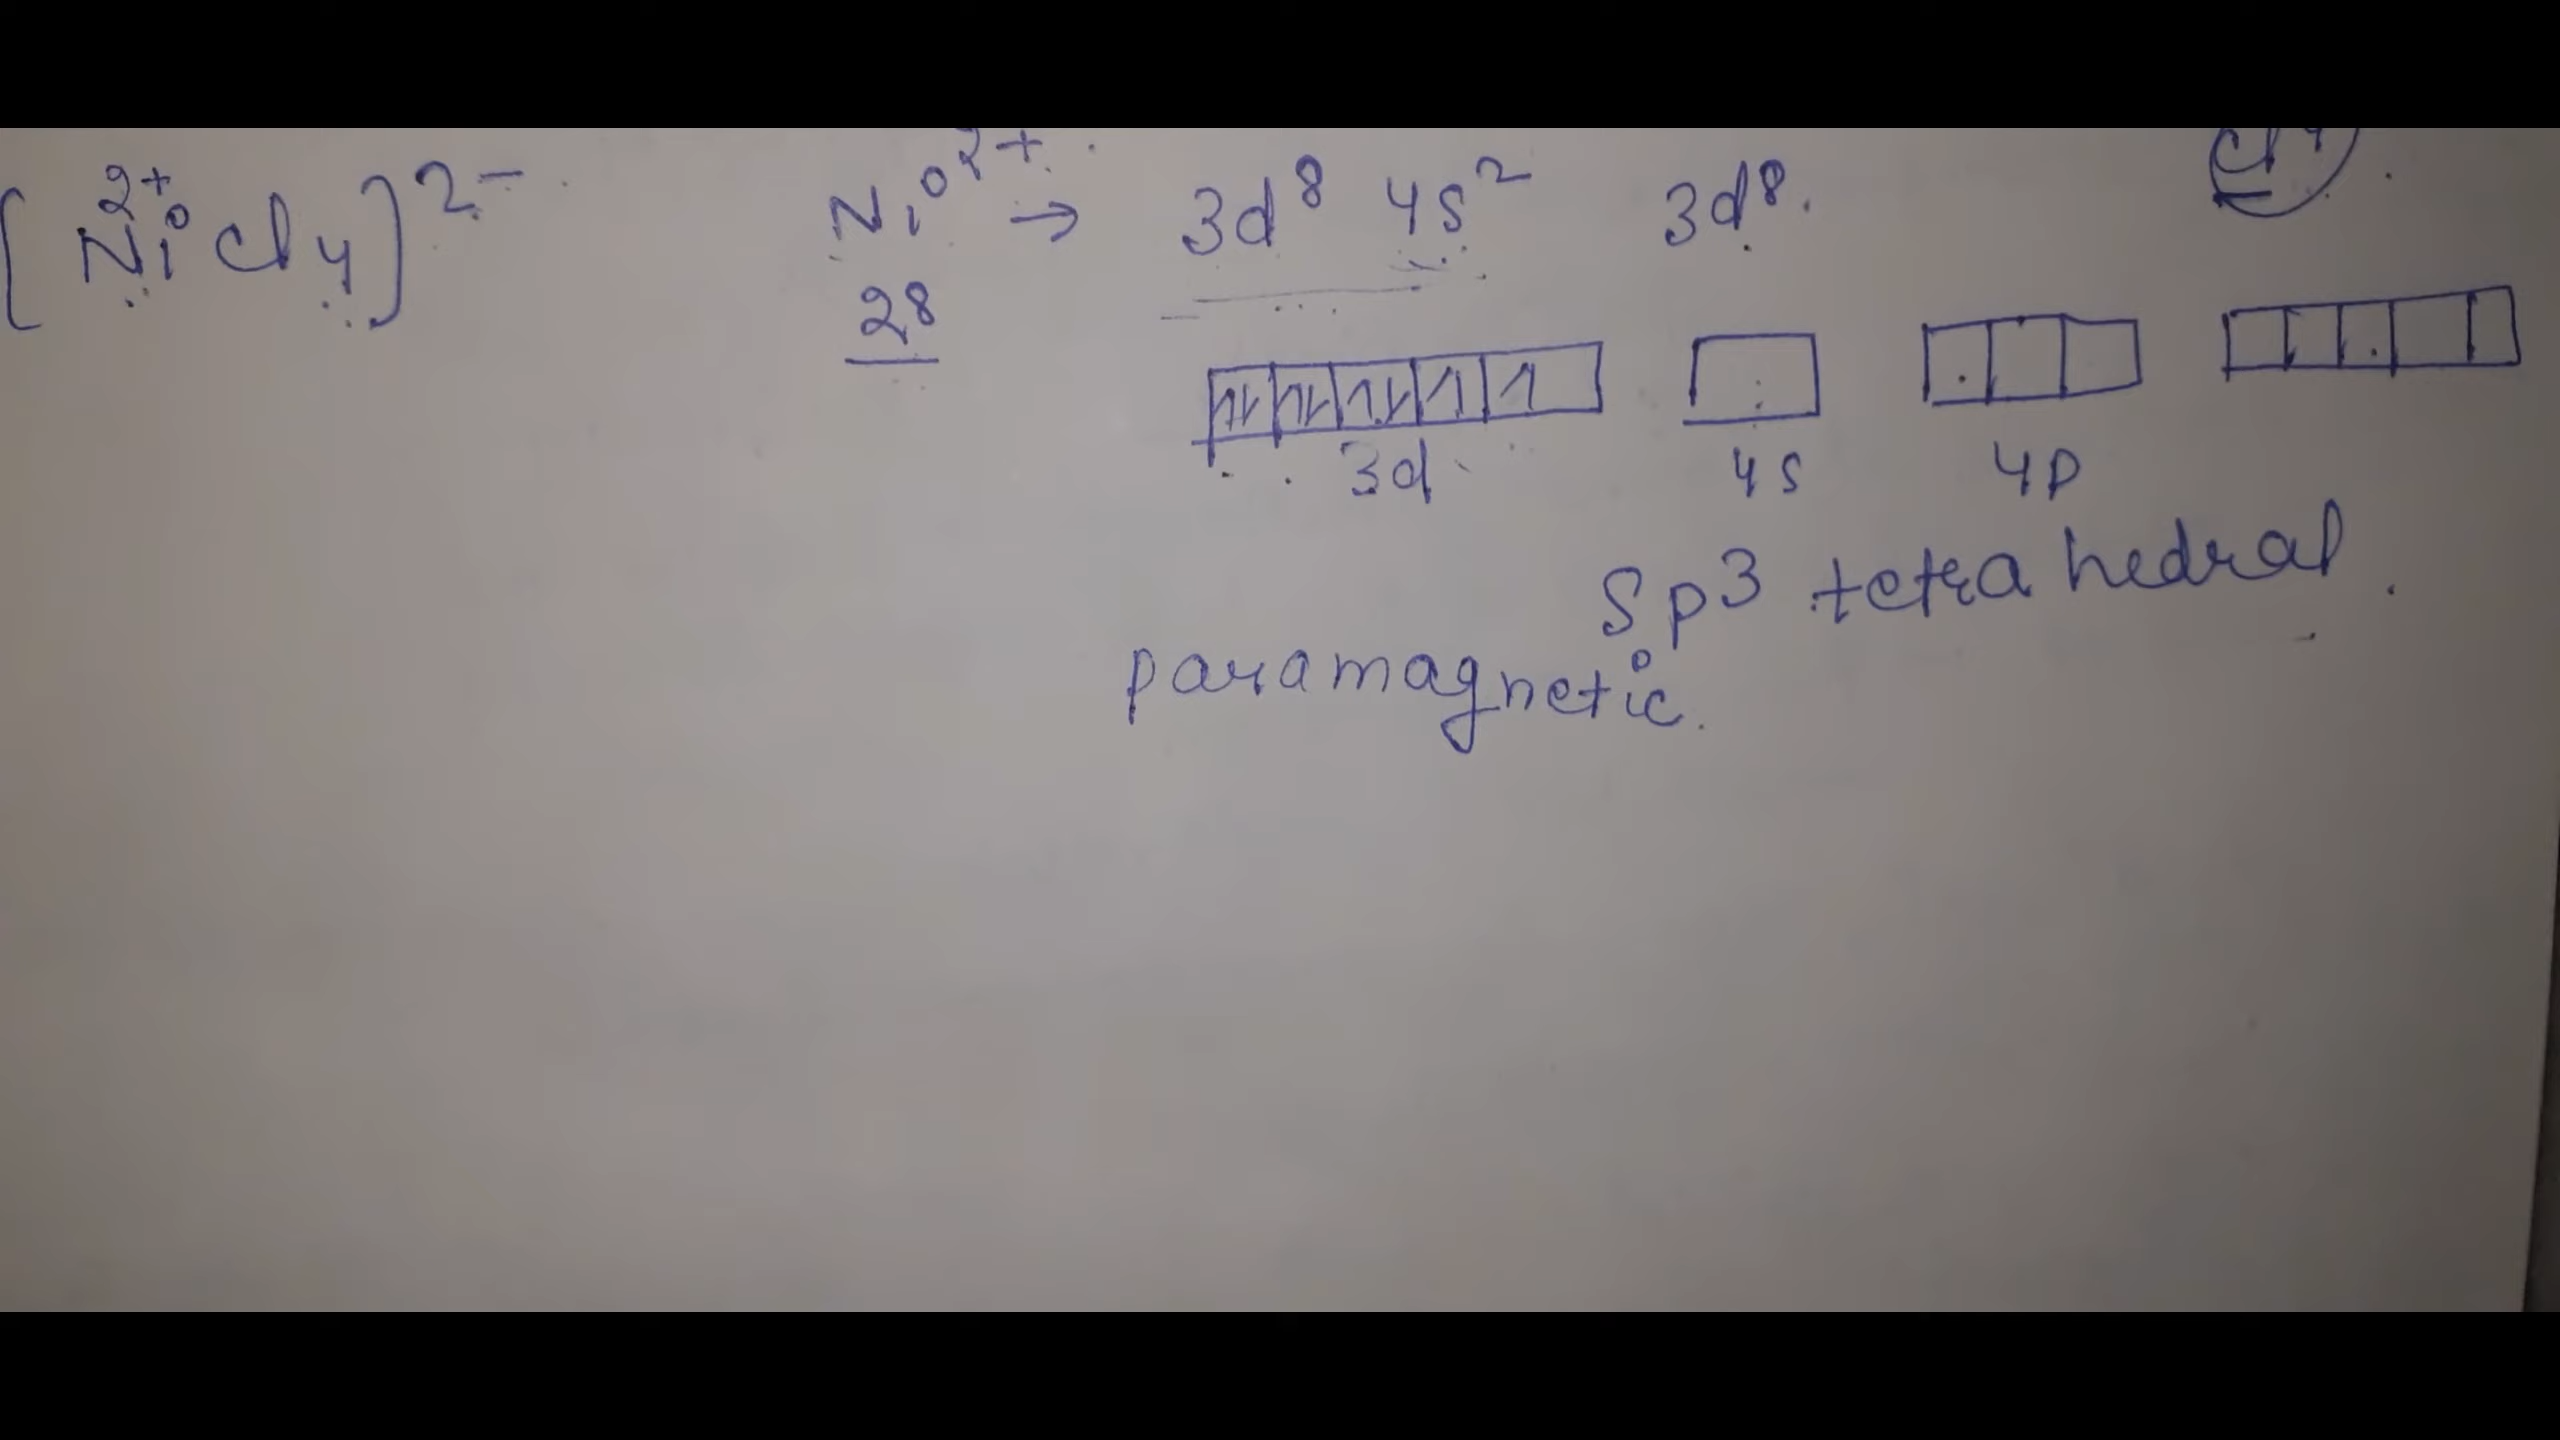 [Ni²⁺Cl4]²⁻ Ni²⁺ → 3d⁸ 4s² 3d⁸.
28
3d 4s 4p
Sp³ tetrahedral.
paramagnetic.